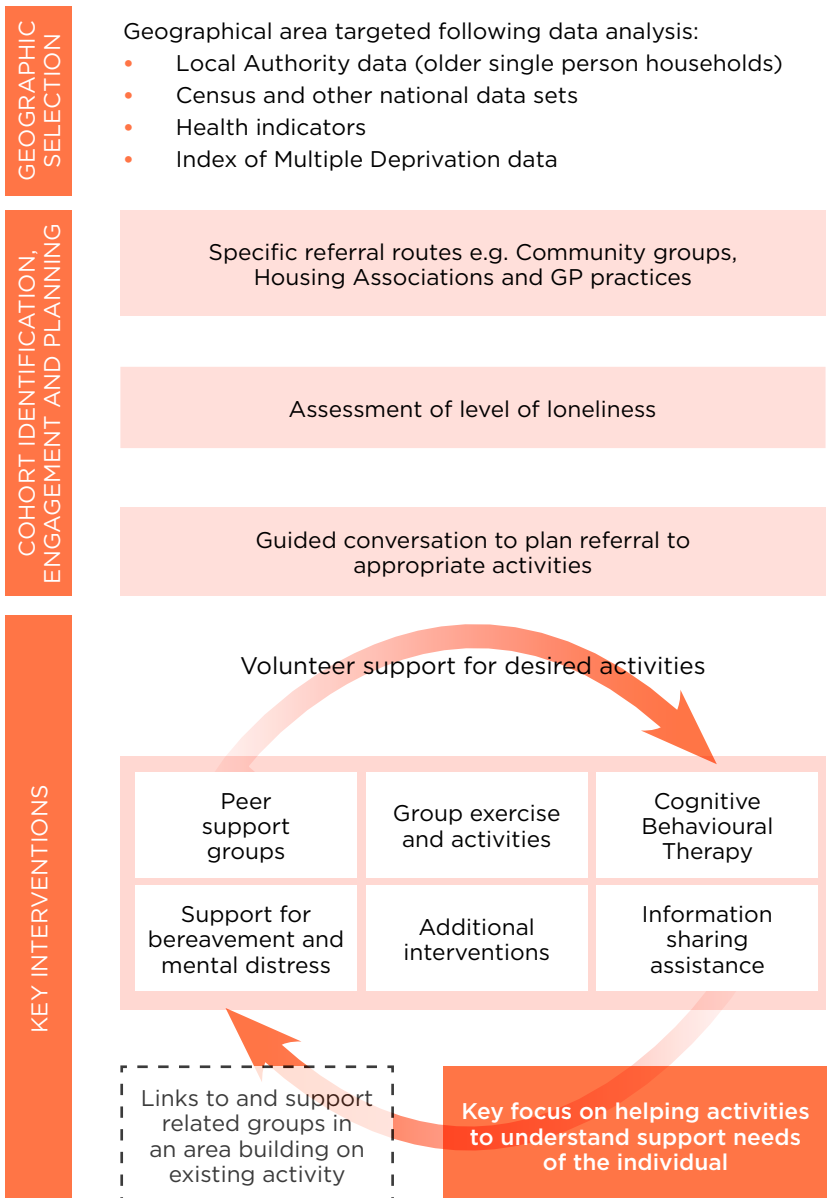 GEOGRAPHIC
SELECTION
Geographical area targeted following data analysis:
• Local Authority data (older single person households)
• Census and other national data sets
• Health indicators
• Index of Multiple Deprivation data
COHORT IDENTIFICATION,
ENGAGEMENT AND PLANNING
Specific referral routes e.g. Community groups,
Housing Associations and GP practices
Assessment of level of loneliness
Guided conversation to plan referral to
appropriate activities
KEY INTERVENTIONS
Volunteer support for desired activities
Peer
support
groups
Group exercise
and activities
Cognitive
Behavioural
Therapy
Support for
bereavement and
mental distress
Additional
interventions
Information
sharing
assistance
Links to and support
related groups in
an area building on
existing activity
Key focus on helping activities
to understand support needs
of the individual